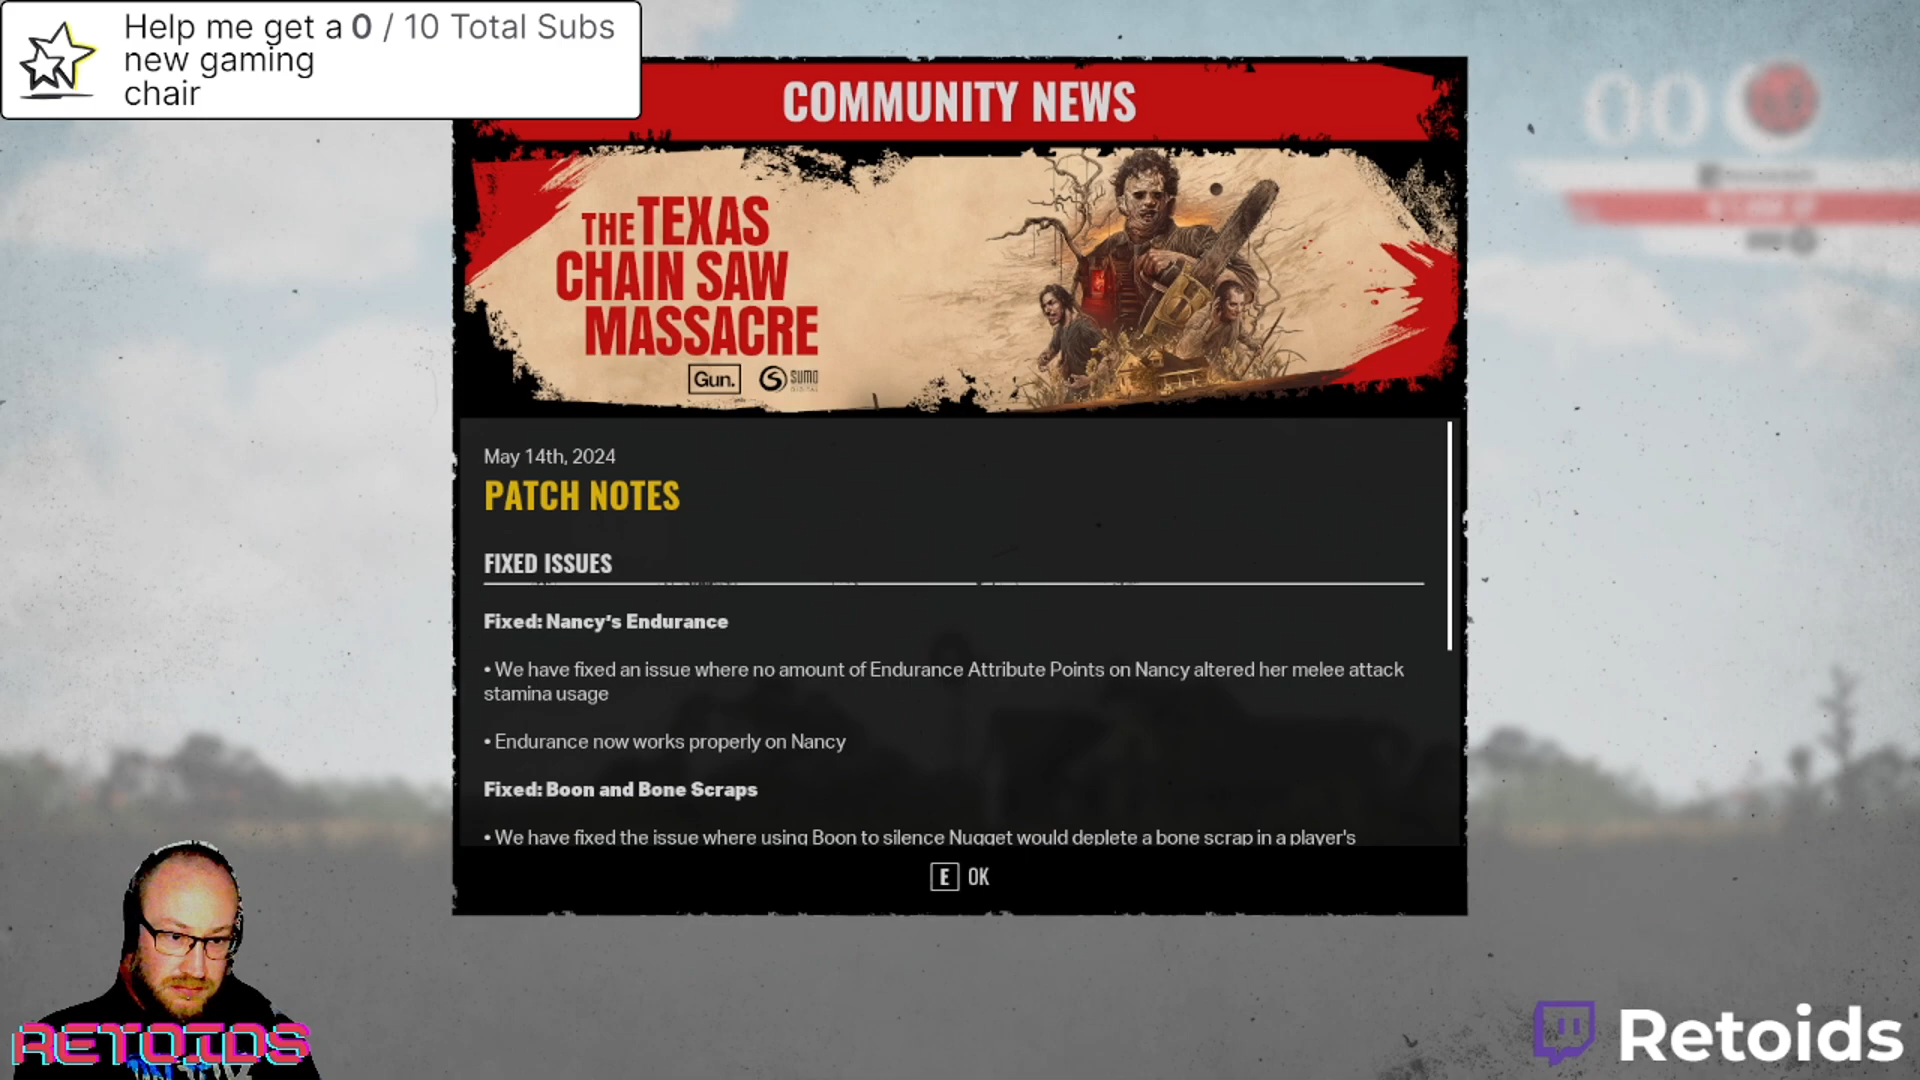 Help me get a 0 / 10 Total Subs
new gaming
chair
COMMUNITY NEWS
THE TEXAS
CHAIN SAW
MASSACRE
Gun. SUMO
DIGITAL
May 14th, 2024
PATCH NOTES
FIXED ISSUES
Fixed: Nancy's Endurance
• We have fixed an issue where no amount of Endurance Attribute Points on Nancy altered her melee attack
stamina usage
• Endurance now works properly on Nancy
Fixed: Boon and Bone Scraps
• We have fixed the issue where using Boon to silence Nugget would deplete a bone scrap in a player's
E OK
00
RETOIDS
Retoids